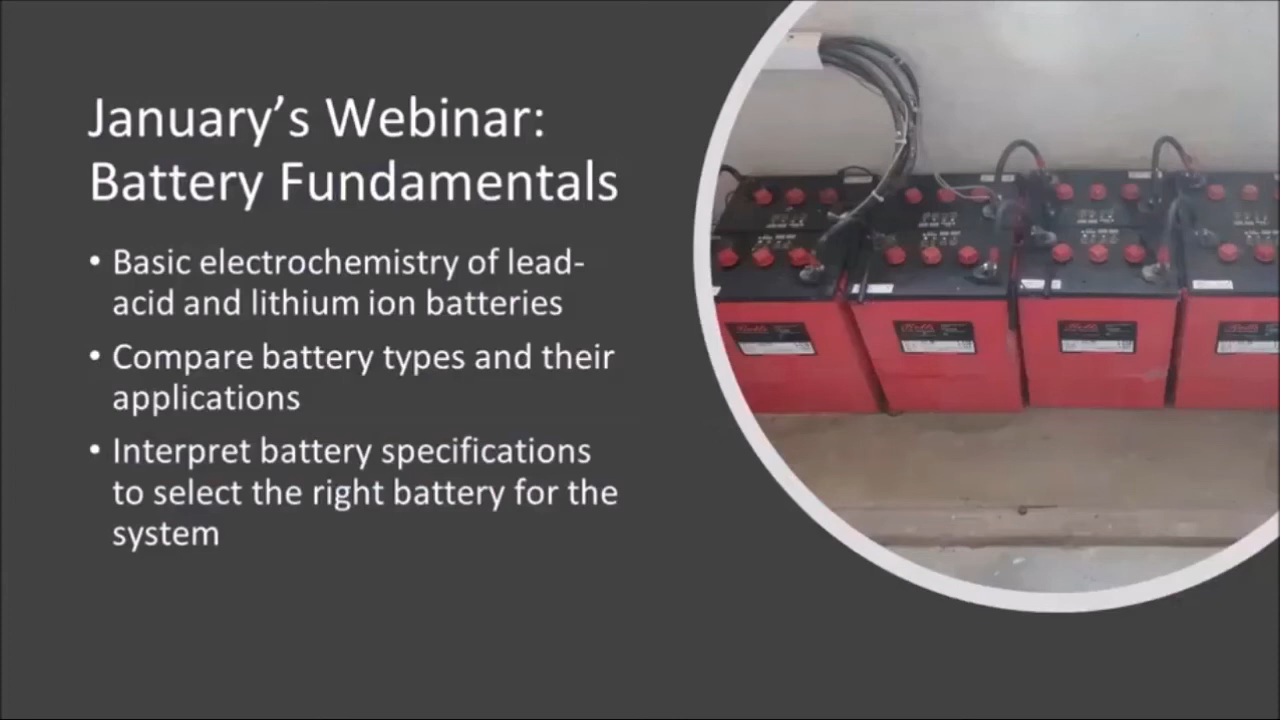 January’s Webinar:
Battery Fundamentals
• Basic electrochemistry of lead-
acid and lithium ion batteries
• Compare battery types and their
applications
• Interpret battery specifications
to select the right battery for the
system